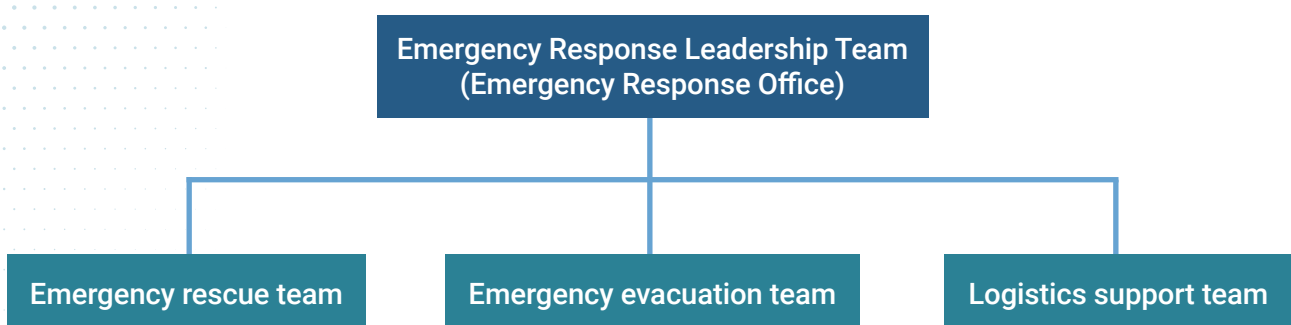 Emergency Response Leadership Team
(Emergency Response Office)
Emergency rescue team
Emergency evacuation team
Logistics support team